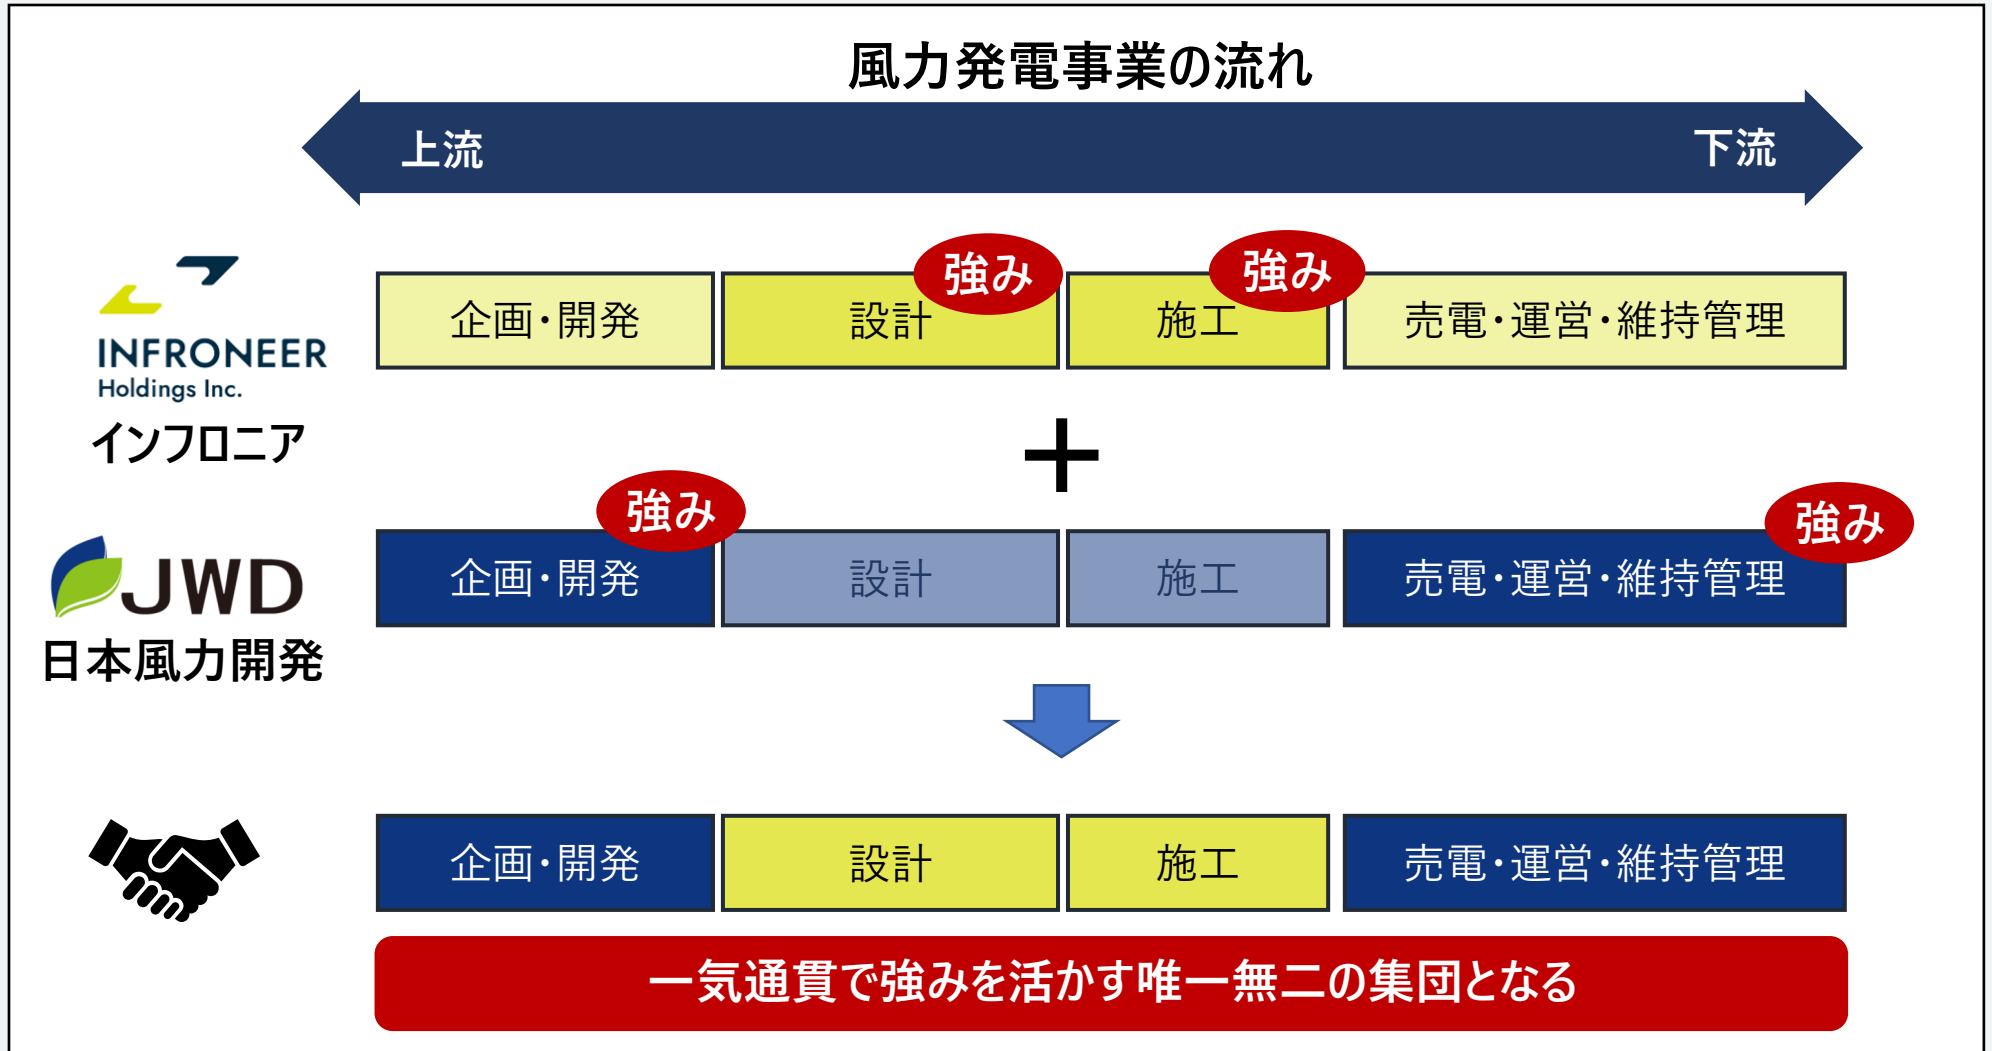 風力発電事業の流れ
上流
下流
強み
強み
企画・開発
設計
施工
売電・運営・維持管理
INFRONEER
Holdings Inc.
インフロニア
強み
強み
企画・開発
設計
施工
売電・運営・維持管理
JWD
日本風力開発
企画・開発
設計
施工
売電・運営・維持管理
一気通貫で強みを活かす唯一無二の集団となる